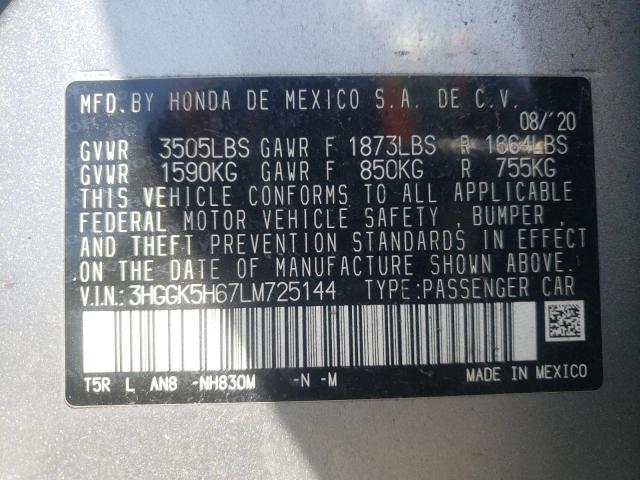 MFD. BY HONDA DE MEXICO S.A. DE C.V.
08/'20
GVWR 3505LBS GAWR F 1873LBS R 1664LBS
GVWR 1590KG GAWR F 850KG R 755KG
THIS VEHICLE CONFORMS TO ALL APPLICABLE
FEDERAL MOTOR VEHICLE SAFETY , BUMPER ,
AND THEFT PREVENTION STANDARDS IN EFFECT
ON THE DATE OF MANUFACTURE SHOWN ABOVE.
V.I.N.: 3HGGK5H67LM725144 TYPE: PASSENGER CAR
T5R L AN8 -NH830M -N -M
MADE IN MEXICO